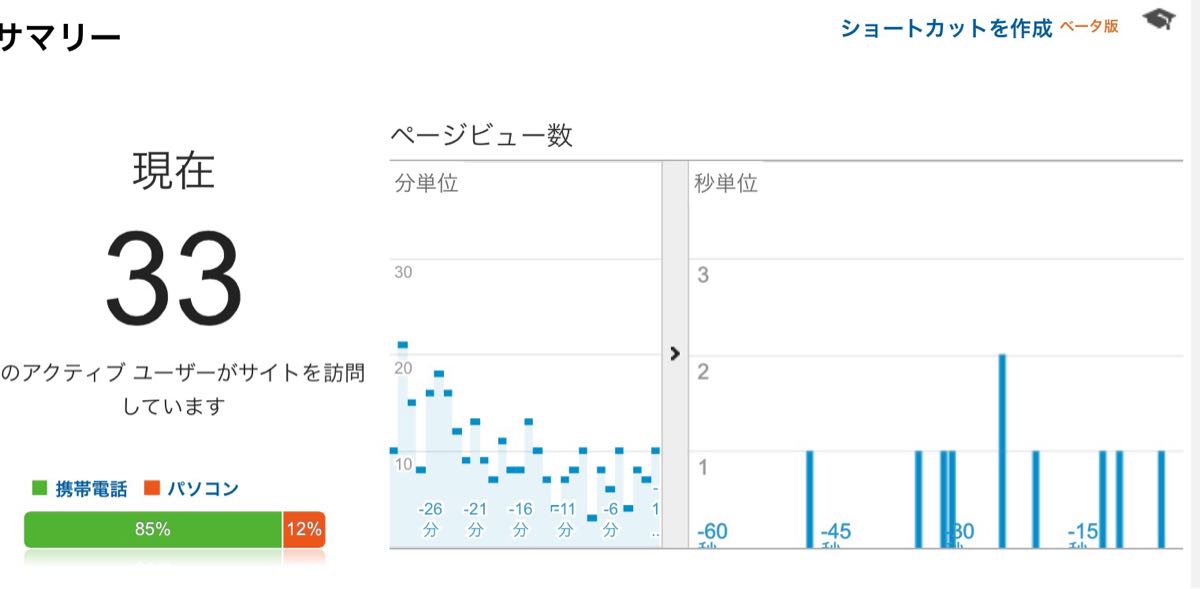 サマリー
ショートカットを作成 ベータ版
現在
33
のアクティブ ユーザーがサイトを訪問
しています
携帯電話 パソコン
85% 12%
ページビュー数
分単位
30
20
10
-26 -21 -16 -11 -6 1
分 分 分 分 分 ..
秒単位
3
2
1
-60 -45 -30 -15
秒 秒 秒 秒